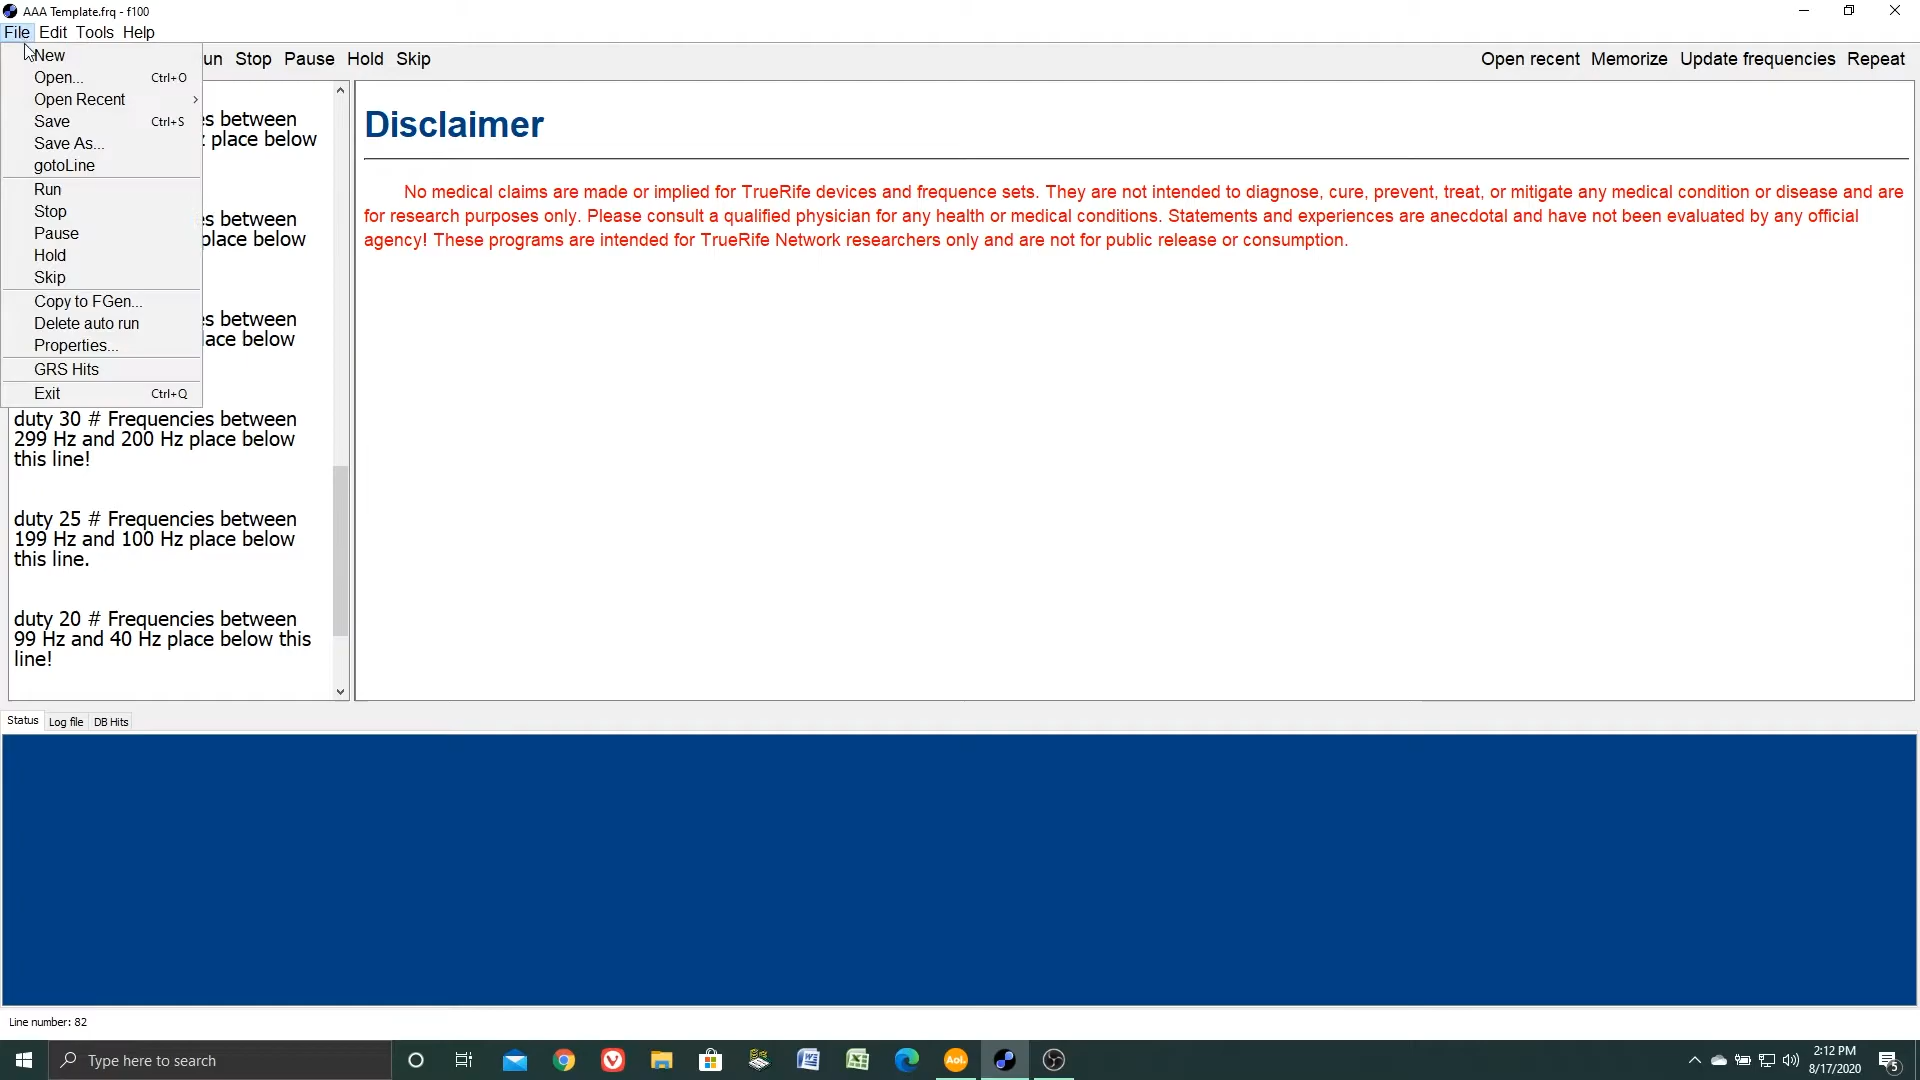 AAA Template.frq - f100
File Edit Tools Help
un Stop Pause Hold Skip
Open recent Memorize Update frequencies Repeat
New
Open... Ctrl+O
Open Recent >
Save Ctrl+S
Save As...
gotoLine
Run
Stop
Pause
Hold
Skip
Copy to FGen...
Delete auto run
Properties...
GRS Hits
Exit Ctrl+Q
es between
place below
es between
place below
es between
lace below
duty 30 # Frequencies between
299 Hz and 200 Hz place below
this line!
duty 25 # Frequencies between
199 Hz and 100 Hz place below
this line.
duty 20 # Frequencies between
99 Hz and 40 Hz place below this
line!
Disclaimer
No medical claims are made or implied for TrueRife devices and frequence sets. They are not intended to diagnose, cure, prevent, treat, or mitigate any medical condition or disease and are
for research purposes only. Please consult a qualified physician for any health or medical conditions. Statements and experiences are anecdotal and have not been evaluated by any official
agency! These programs are intended for TrueRife Network researchers only and are not for public release or consumption.
Status Log file DB Hits
Line number: 82
Type here to search
Aol.
2:12 PM
8/17/2020
5